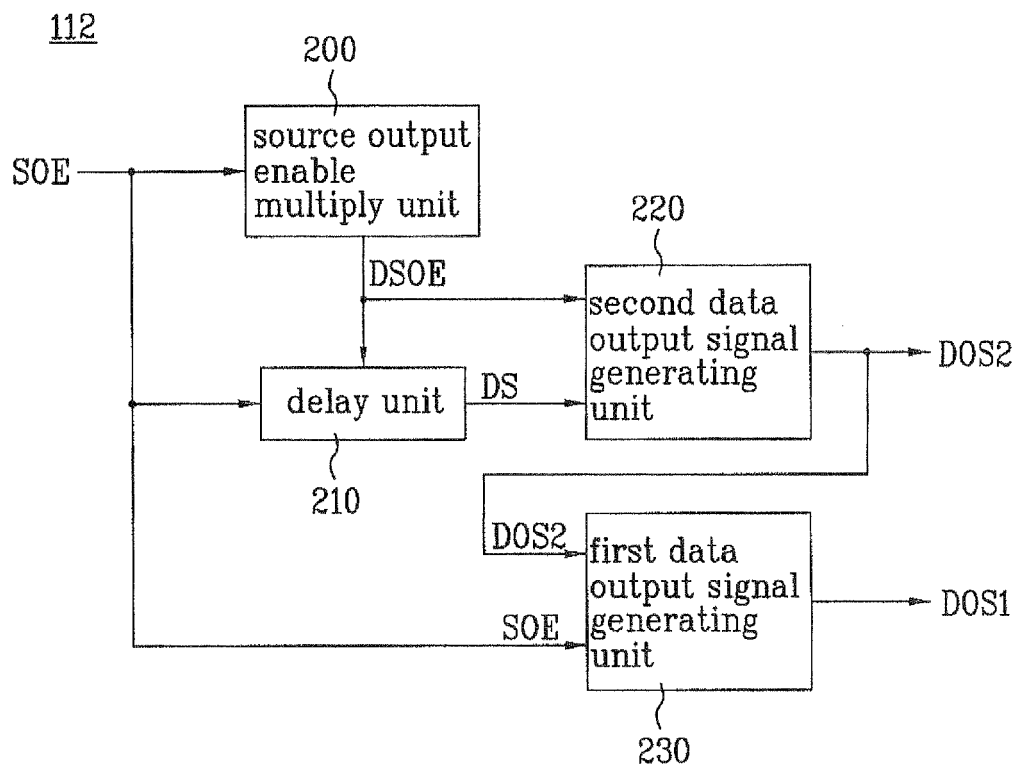 112
200
source output
enable
multiply unit
SOE
220
DSOE
second data
output signal
generating
unit
DOS2
delay unit
DS
210
DOS2
first data
output signal
generating
unit
DOS1
SOE
230